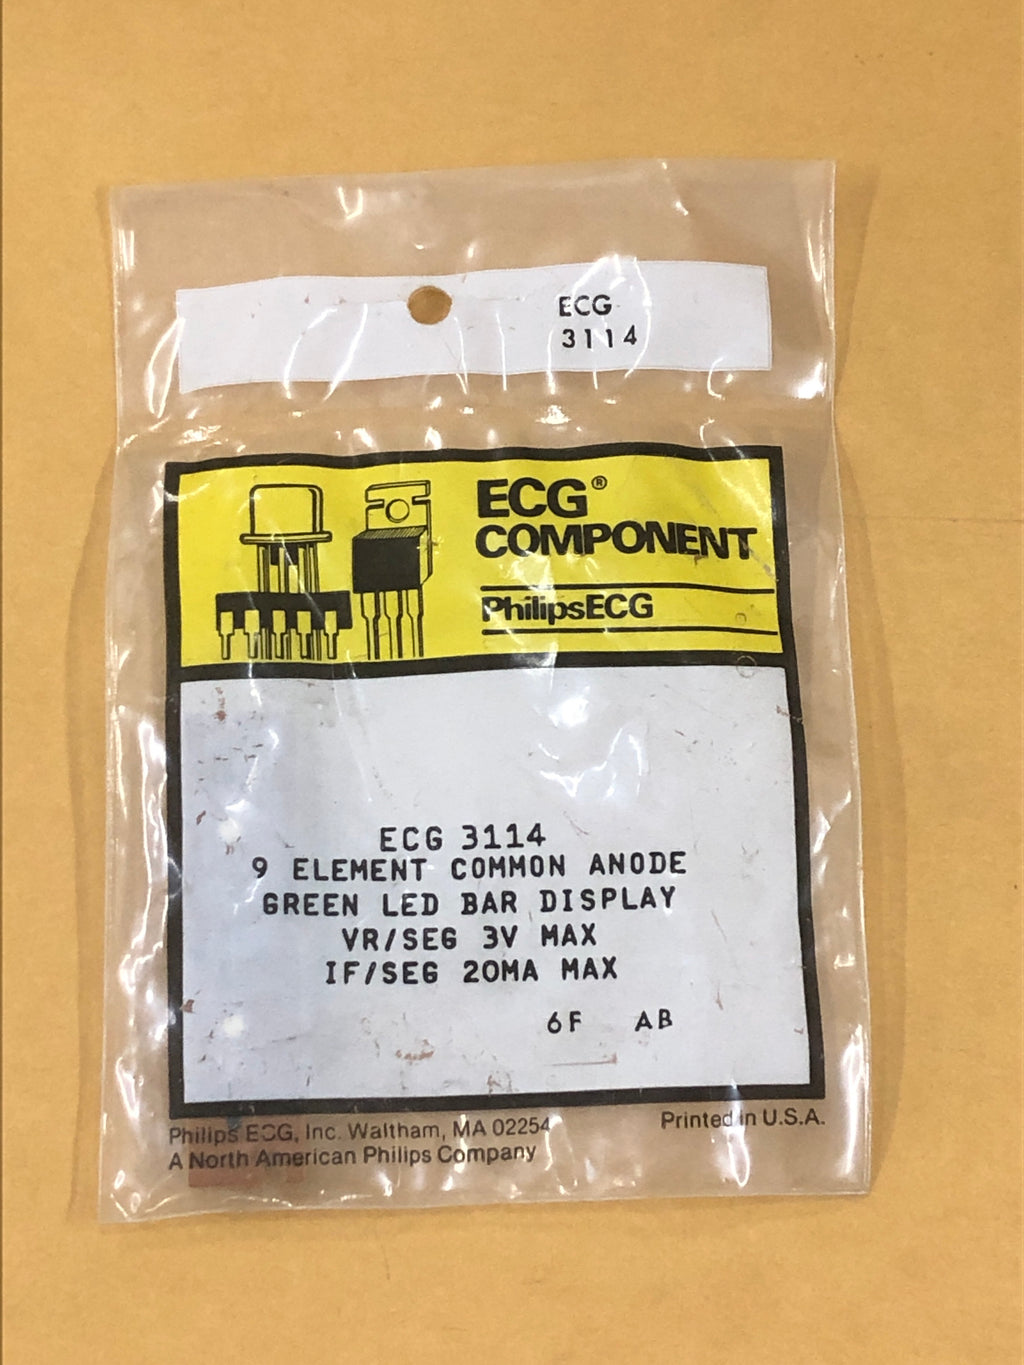 ECG
3114
ECG®
COMPONENT
PhilipsECG
ECG 3114
9 ELEMENT COMMON ANODE
GREEN LED BAR DISPLAY
VR/SEG 3V MAX
IF/SEG 20MA MAX
6F AB
Philips ECG, Inc. Waltham, MA 02254
Printed in U.S.A.
A North American Philips Company